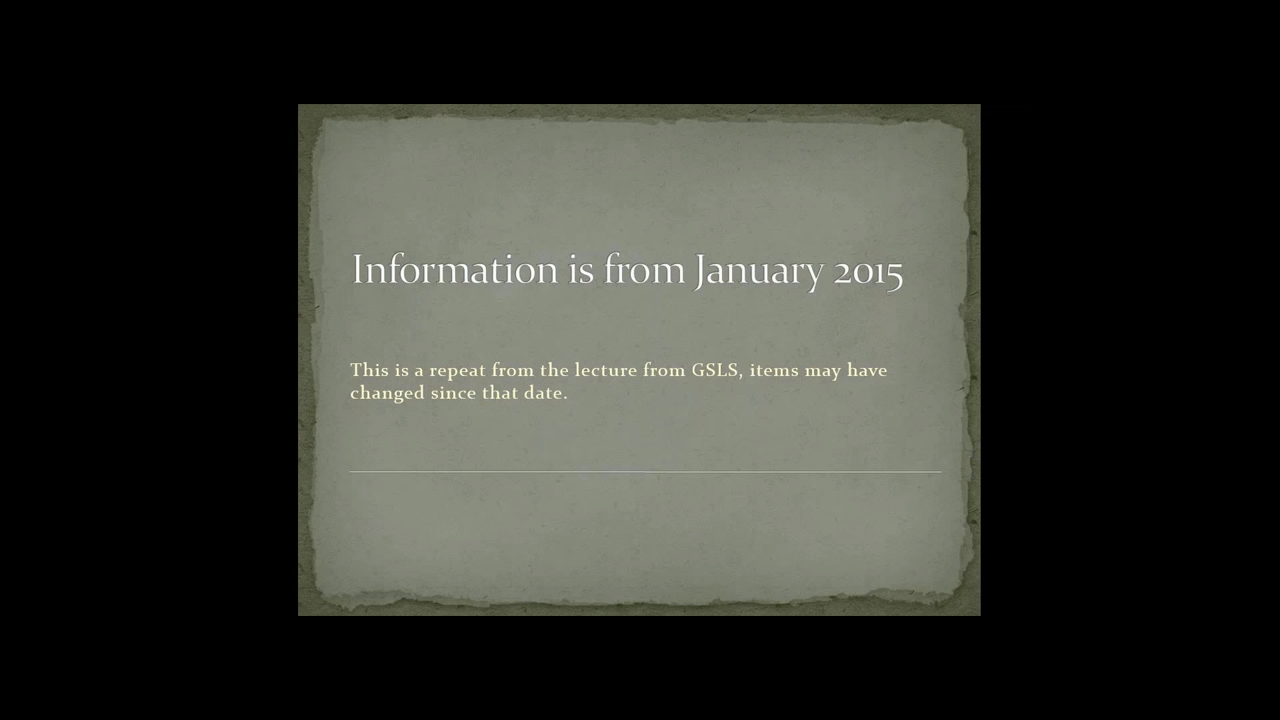 Information is from January 2015
This is a repeat from the lecture from GSLS, items may have
changed since that date.